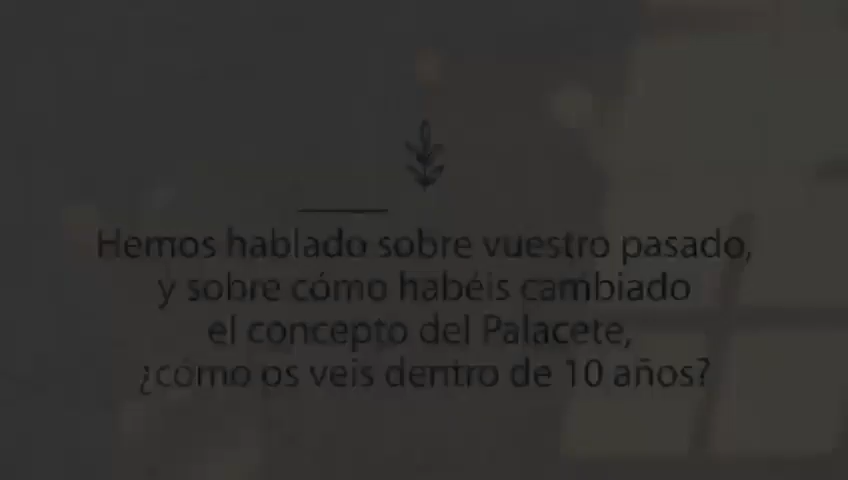 Hemos hablado sobre vuestro pasado,
y sobre cómo habéis cambiado
el concepto del Palacete,
¿cómo os veis dentro de 10 años?